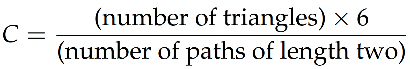 C = (number of triangles) × 6 / (number of paths of length two)